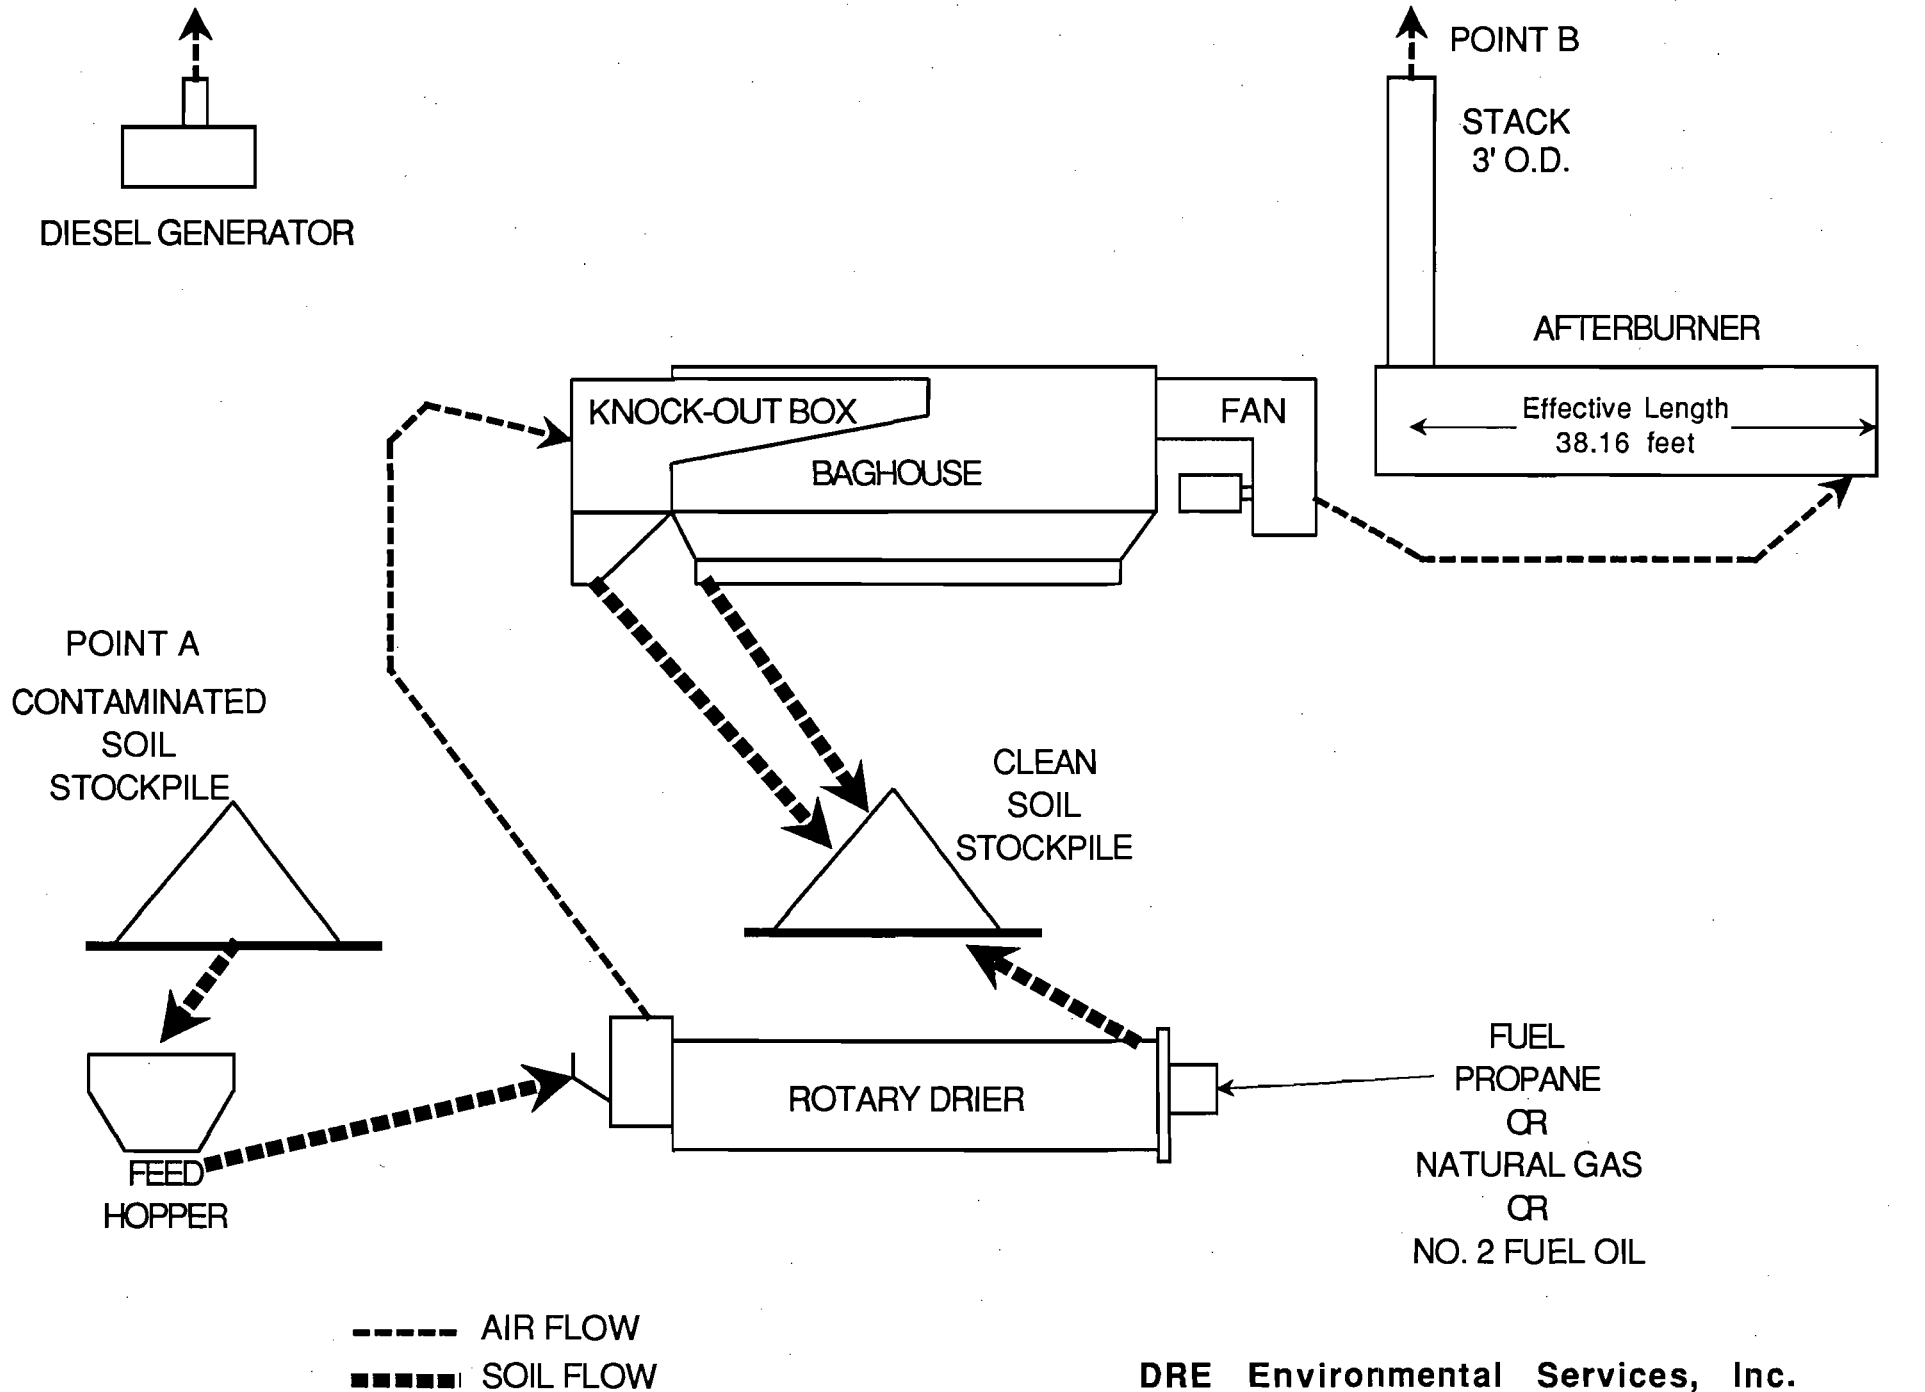 POINT B
STACK
3' O.D.
DIESEL GENERATOR
AFTERBURNER
Effective Length
38.16 feet
KNOCK-OUT BOX
FAN
BAGHOUSE
POINT A
CONTAMINATED
SOIL
STOCKPILE
CLEAN
SOIL
STOCKPILE
ROTARY DRIER
FUEL
PROPANE
OR
NATURAL GAS
OR
NO. 2 FUEL OIL
FEED
HOPPER
AIR FLOW
SOIL FLOW
DRE Environmental Services, Inc.